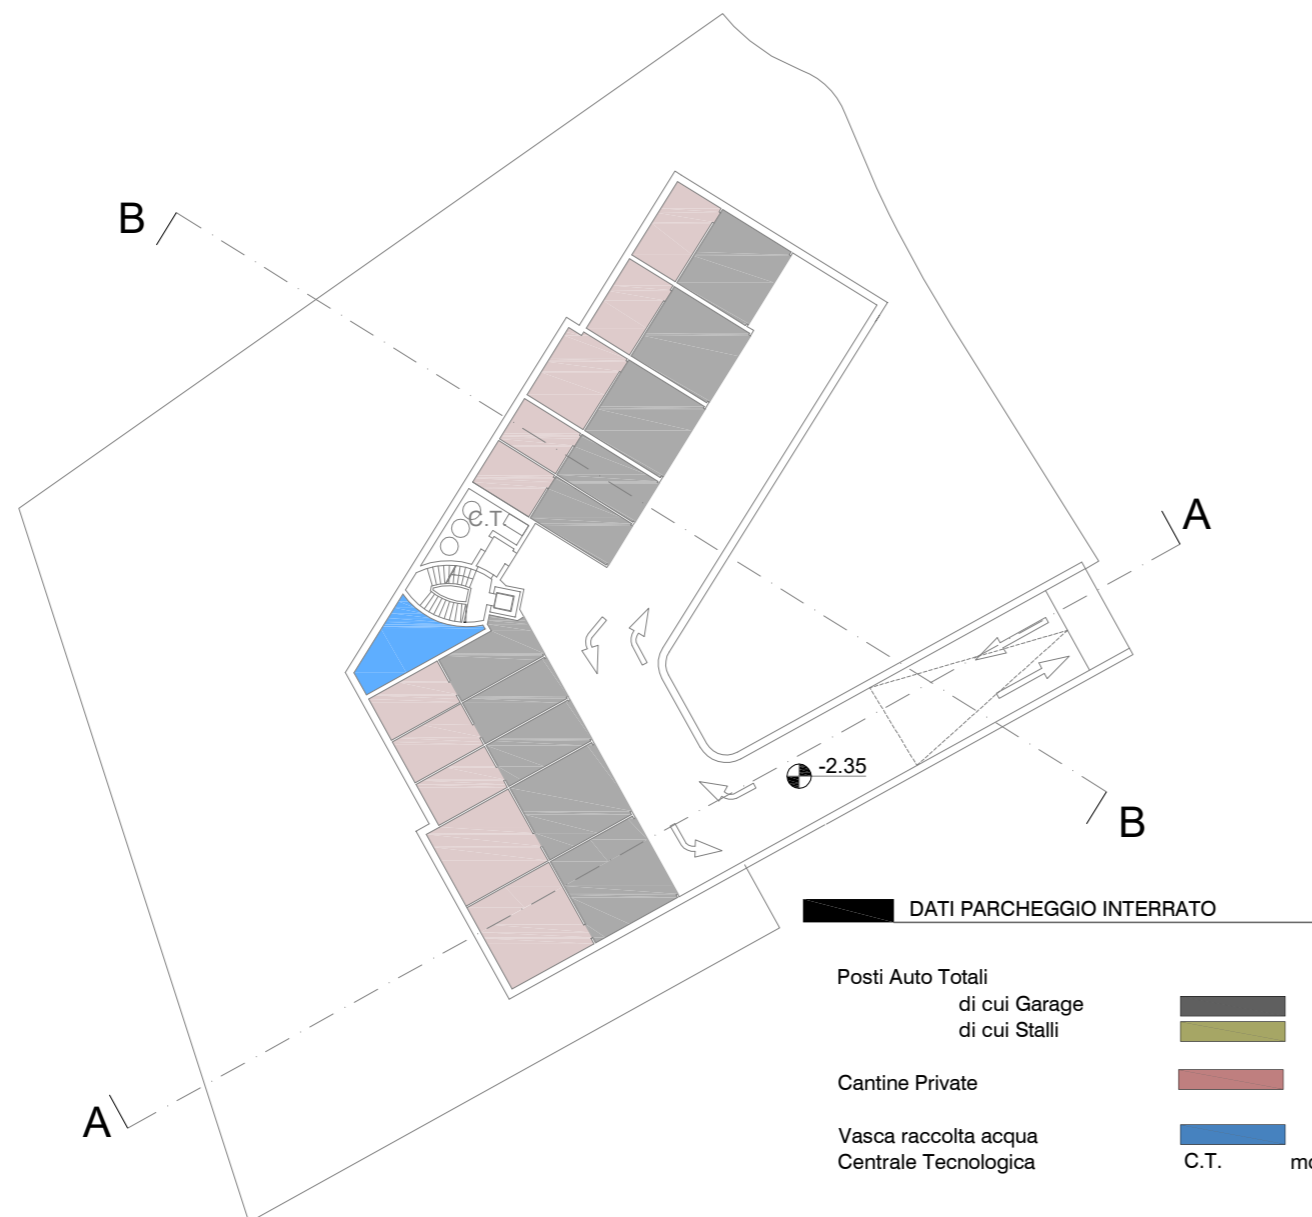 B
C.T.
A
-2.35
B
DATI PARCHEGGIO INTERRATO
Posti Auto Totali
di cui Garage
di cui Stalli
Cantine Private
A
Vasca raccolta acqua
Centrale Tecnologica C.T.